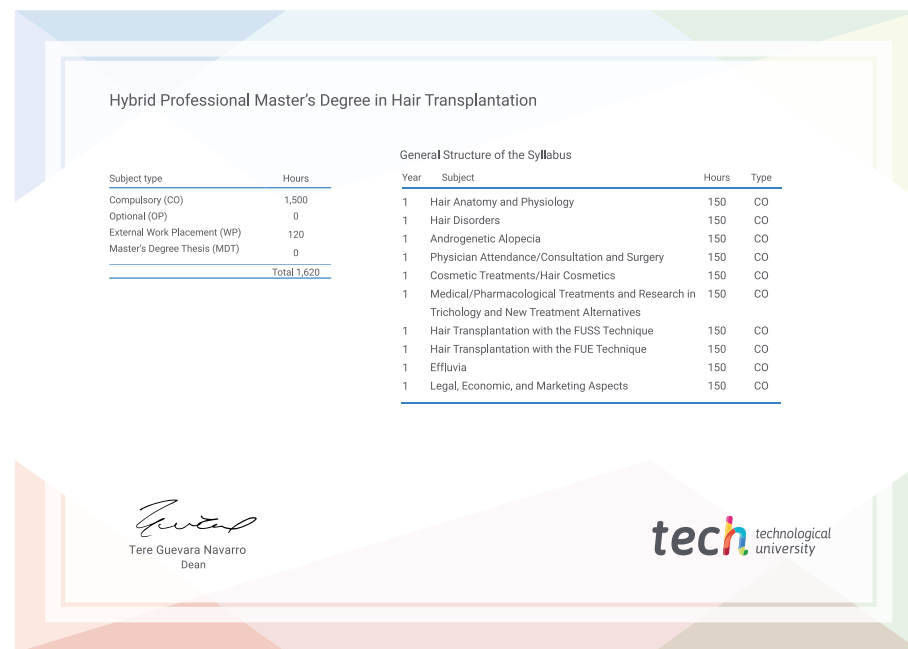 Hybrid Professional Master's Degree in Hair Transplantation
Subject type Hours
Compulsory (CO) 1,500
Optional (OP) 0
External Work Placement (WP) 120
Master's Degree Thesis (MDT) 0
Total 1,620
General Structure of the Syllabus
Year Subject Hours Type
1 Hair Anatomy and Physiology 150 CO
1 Hair Disorders 150 CO
1 Androgenetic Alopecia 150 CO
1 Physician Attendance/Consultation and Surgery 150 CO
1 Cosmetic Treatments/Hair Cosmetics 150 CO
1 Medical/Pharmacological Treatments and Research in 150 CO
Trichology and New Treatment Alternatives
1 Hair Transplantation with the FUSS Technique 150 CO
1 Hair Transplantation with the FUE Technique 150 CO
1 Effluvia 150 CO
1 Legal, Economic, and Marketing Aspects 150 CO
Tere Guevara Navarro
Dean
tech technological
university